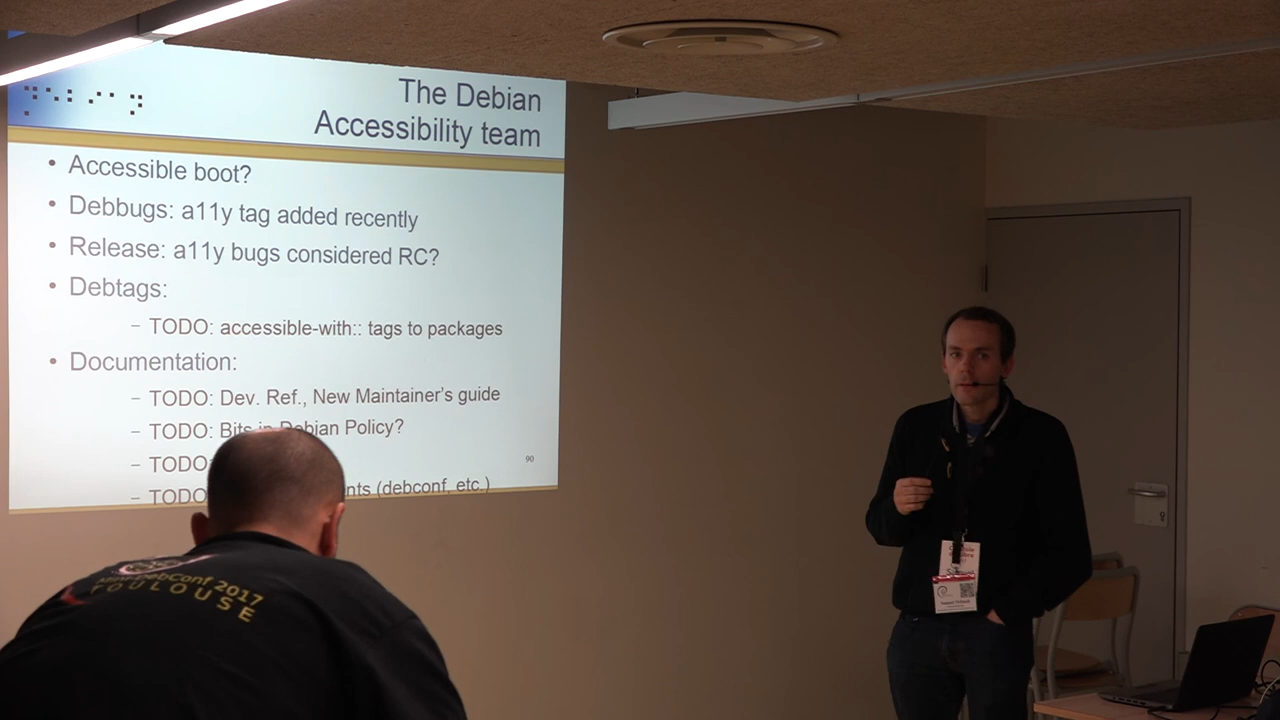 The Debian
Accessibility team
• Accessible boot?
• Debbugs: a11y tag added recently
• Release: a11y bugs considered RC?
• Debtags:
– TODO: accessible-with:: tags to packages
• Documentation:
– TODO: Dev. Ref., New Maintainer's guide
– TODO: Bits in Debian Policy?
– TODO
– TODO nts (debconf, etc.)
90
DebConf 2017
TOULOUSE